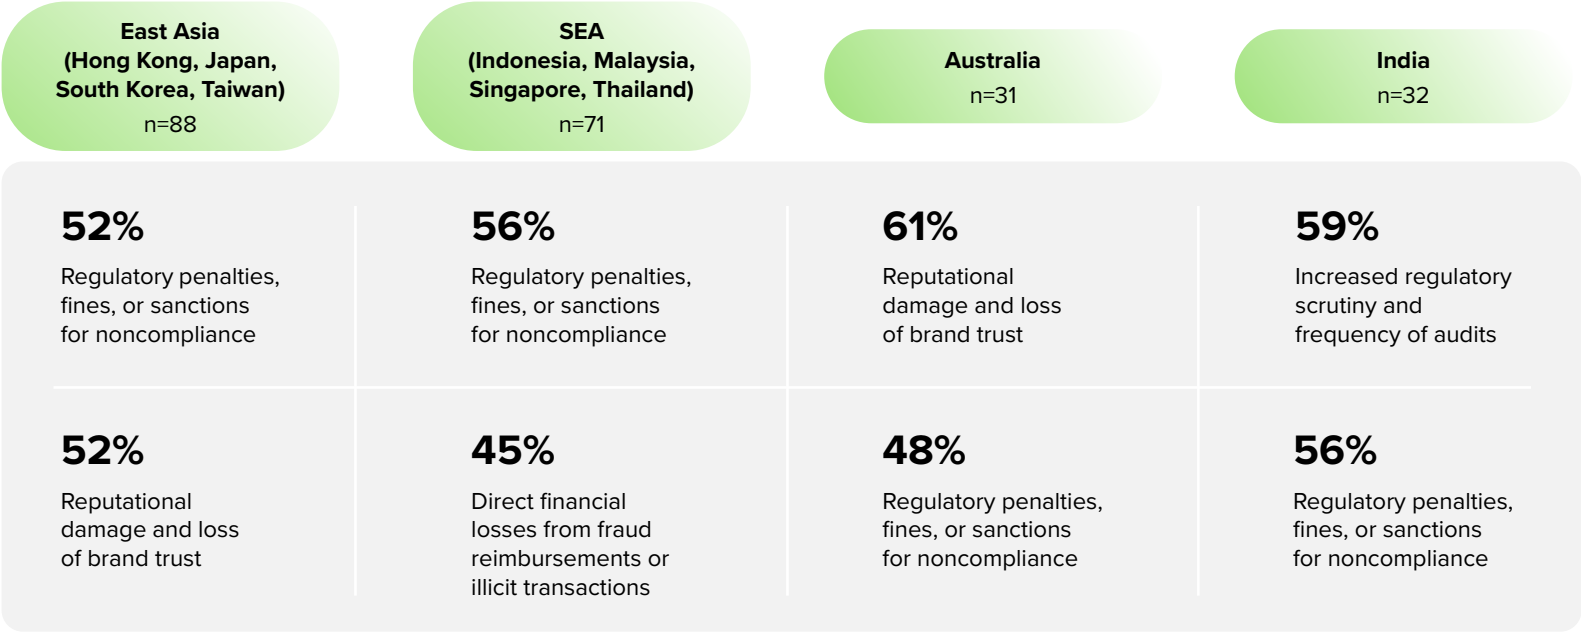 East Asia
(Hong Kong, Japan,
South Korea, Taiwan)
n=88
SEA
(Indonesia, Malaysia,
Singapore, Thailand)
n=71
Australia
n=31
India
n=32
52%
Regulatory penalties,
fines, or sanctions
for noncompliance
56%
Regulatory penalties,
fines, or sanctions
for noncompliance
61%
Reputational
damage and loss
of brand trust
59%
Increased regulatory
scrutiny and
frequency of audits
52%
Reputational
damage and loss
of brand trust
45%
Direct financial
losses from fraud
reimbursements or
illicit transactions
48%
Regulatory penalties,
fines, or sanctions
for noncompliance
56%
Regulatory penalties,
fines, or sanctions
for noncompliance